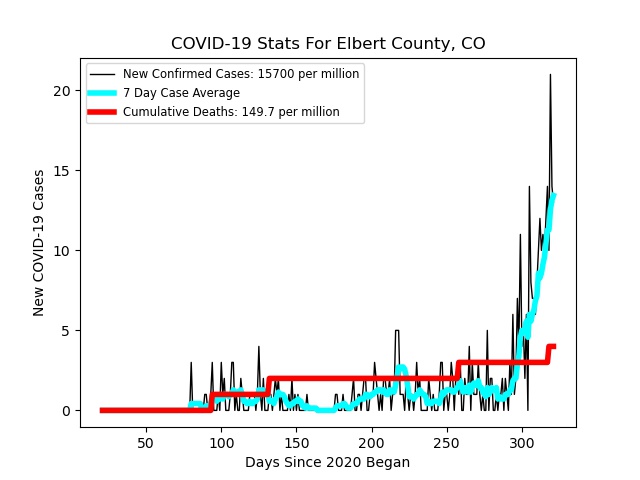 COVID-19 Stats For Elbert County, CO
New Confirmed Cases: 15700 per million
7 Day Case Average
Cumulative Deaths: 149.7 per million
New COVID-19 Cases
20
15
10
5
0
50 100 150 200 250 300
Days Since 2020 Began